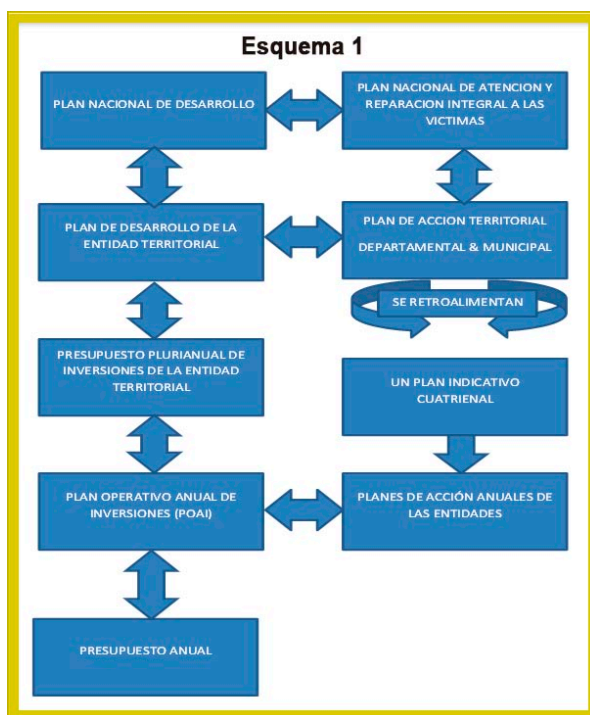 Esquema 1
PLAN NACIONAL DE DESARROLLO
PLAN NACIONAL DE ATENCION Y
REPARACION INTEGRAL A LAS
VICTIMAS
PLAN DE DESARROLLO DE LA
ENTIDAD TERRITORIAL
PLAN DE ACCION TERRITORIAL
DEPARTAMENTAL & MUNICIPAL
SE RETROALIMENTAN
PRESUPUESTO PLURIANUAL DE
INVERSIONES DE LA ENTIDAD
TERRITORIAL
UN PLAN INDICATIVO
CUATRIENAL
PLAN OPERATIVO ANUAL DE
INVERSIONES (POAI)
PLANES DE ACCIÓN ANUALES DE
LAS ENTIDADES
PRESUPUESTO ANUAL